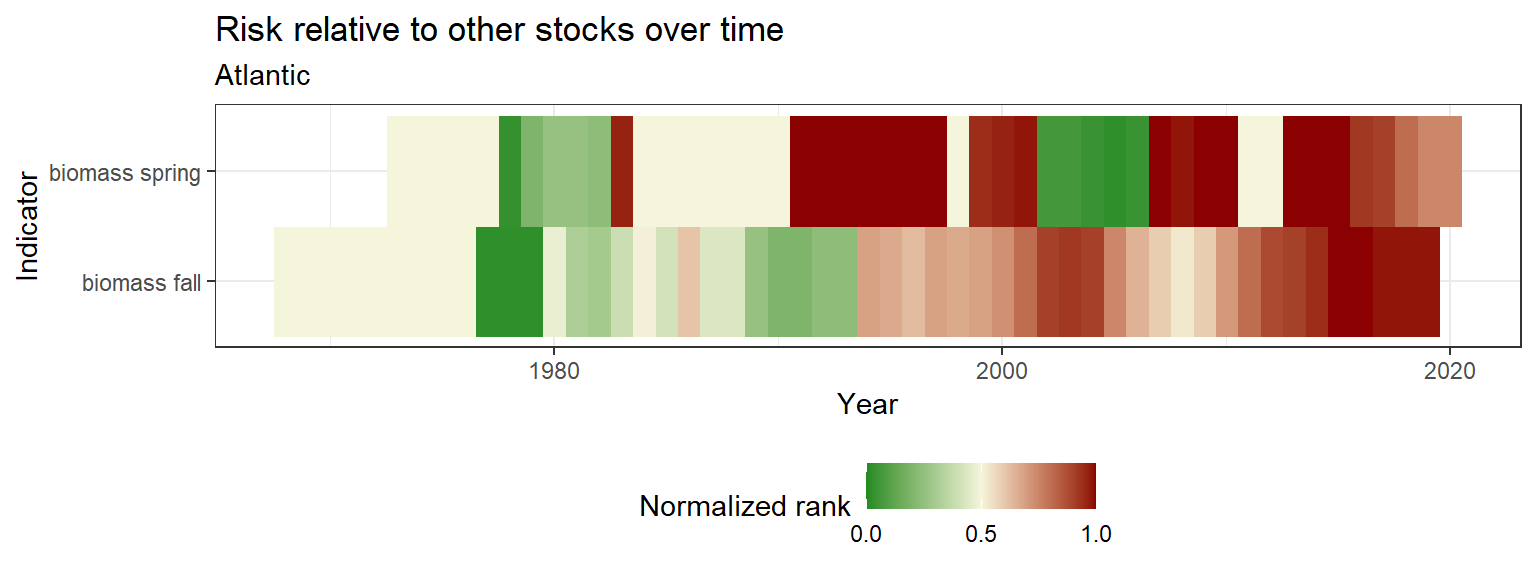 Risk relative to other stocks over time
Atlantic
Indicator
biomass spring
biomass fall
1980 2000 2020
Year
Normalized rank
0.0 0.5 1.0